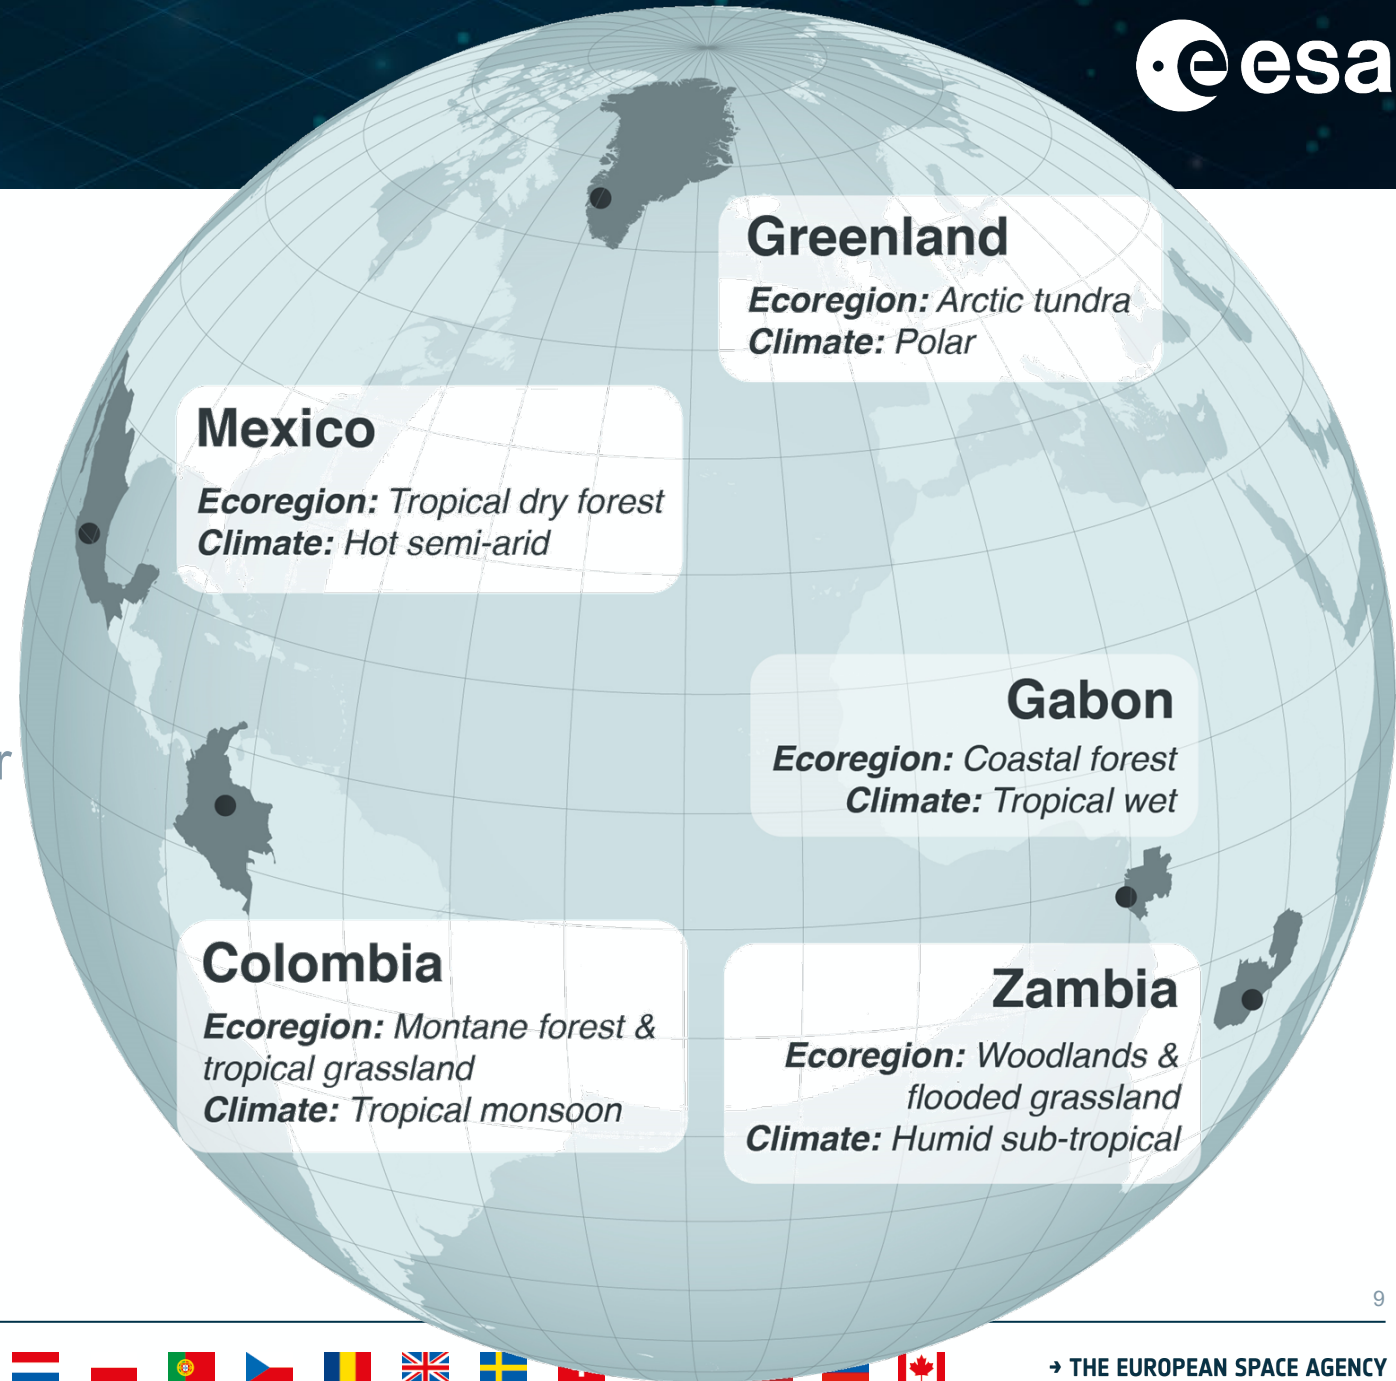 esa
Greenland
Ecoregion: Arctic tundra
Climate: Polar
Mexico
Ecoregion: Tropical dry forest
Climate: Hot semi-arid
Gabon
Ecoregion: Coastal forest
Climate: Tropical wet
r
Colombia
Ecoregion: Montane forest &
tropical grassland
Climate: Tropical monsoon
Zambia
Ecoregion: Woodlands &
flooded grassland
Climate: Humid sub-tropical
9
→ THE EUROPEAN SPACE AGENCY